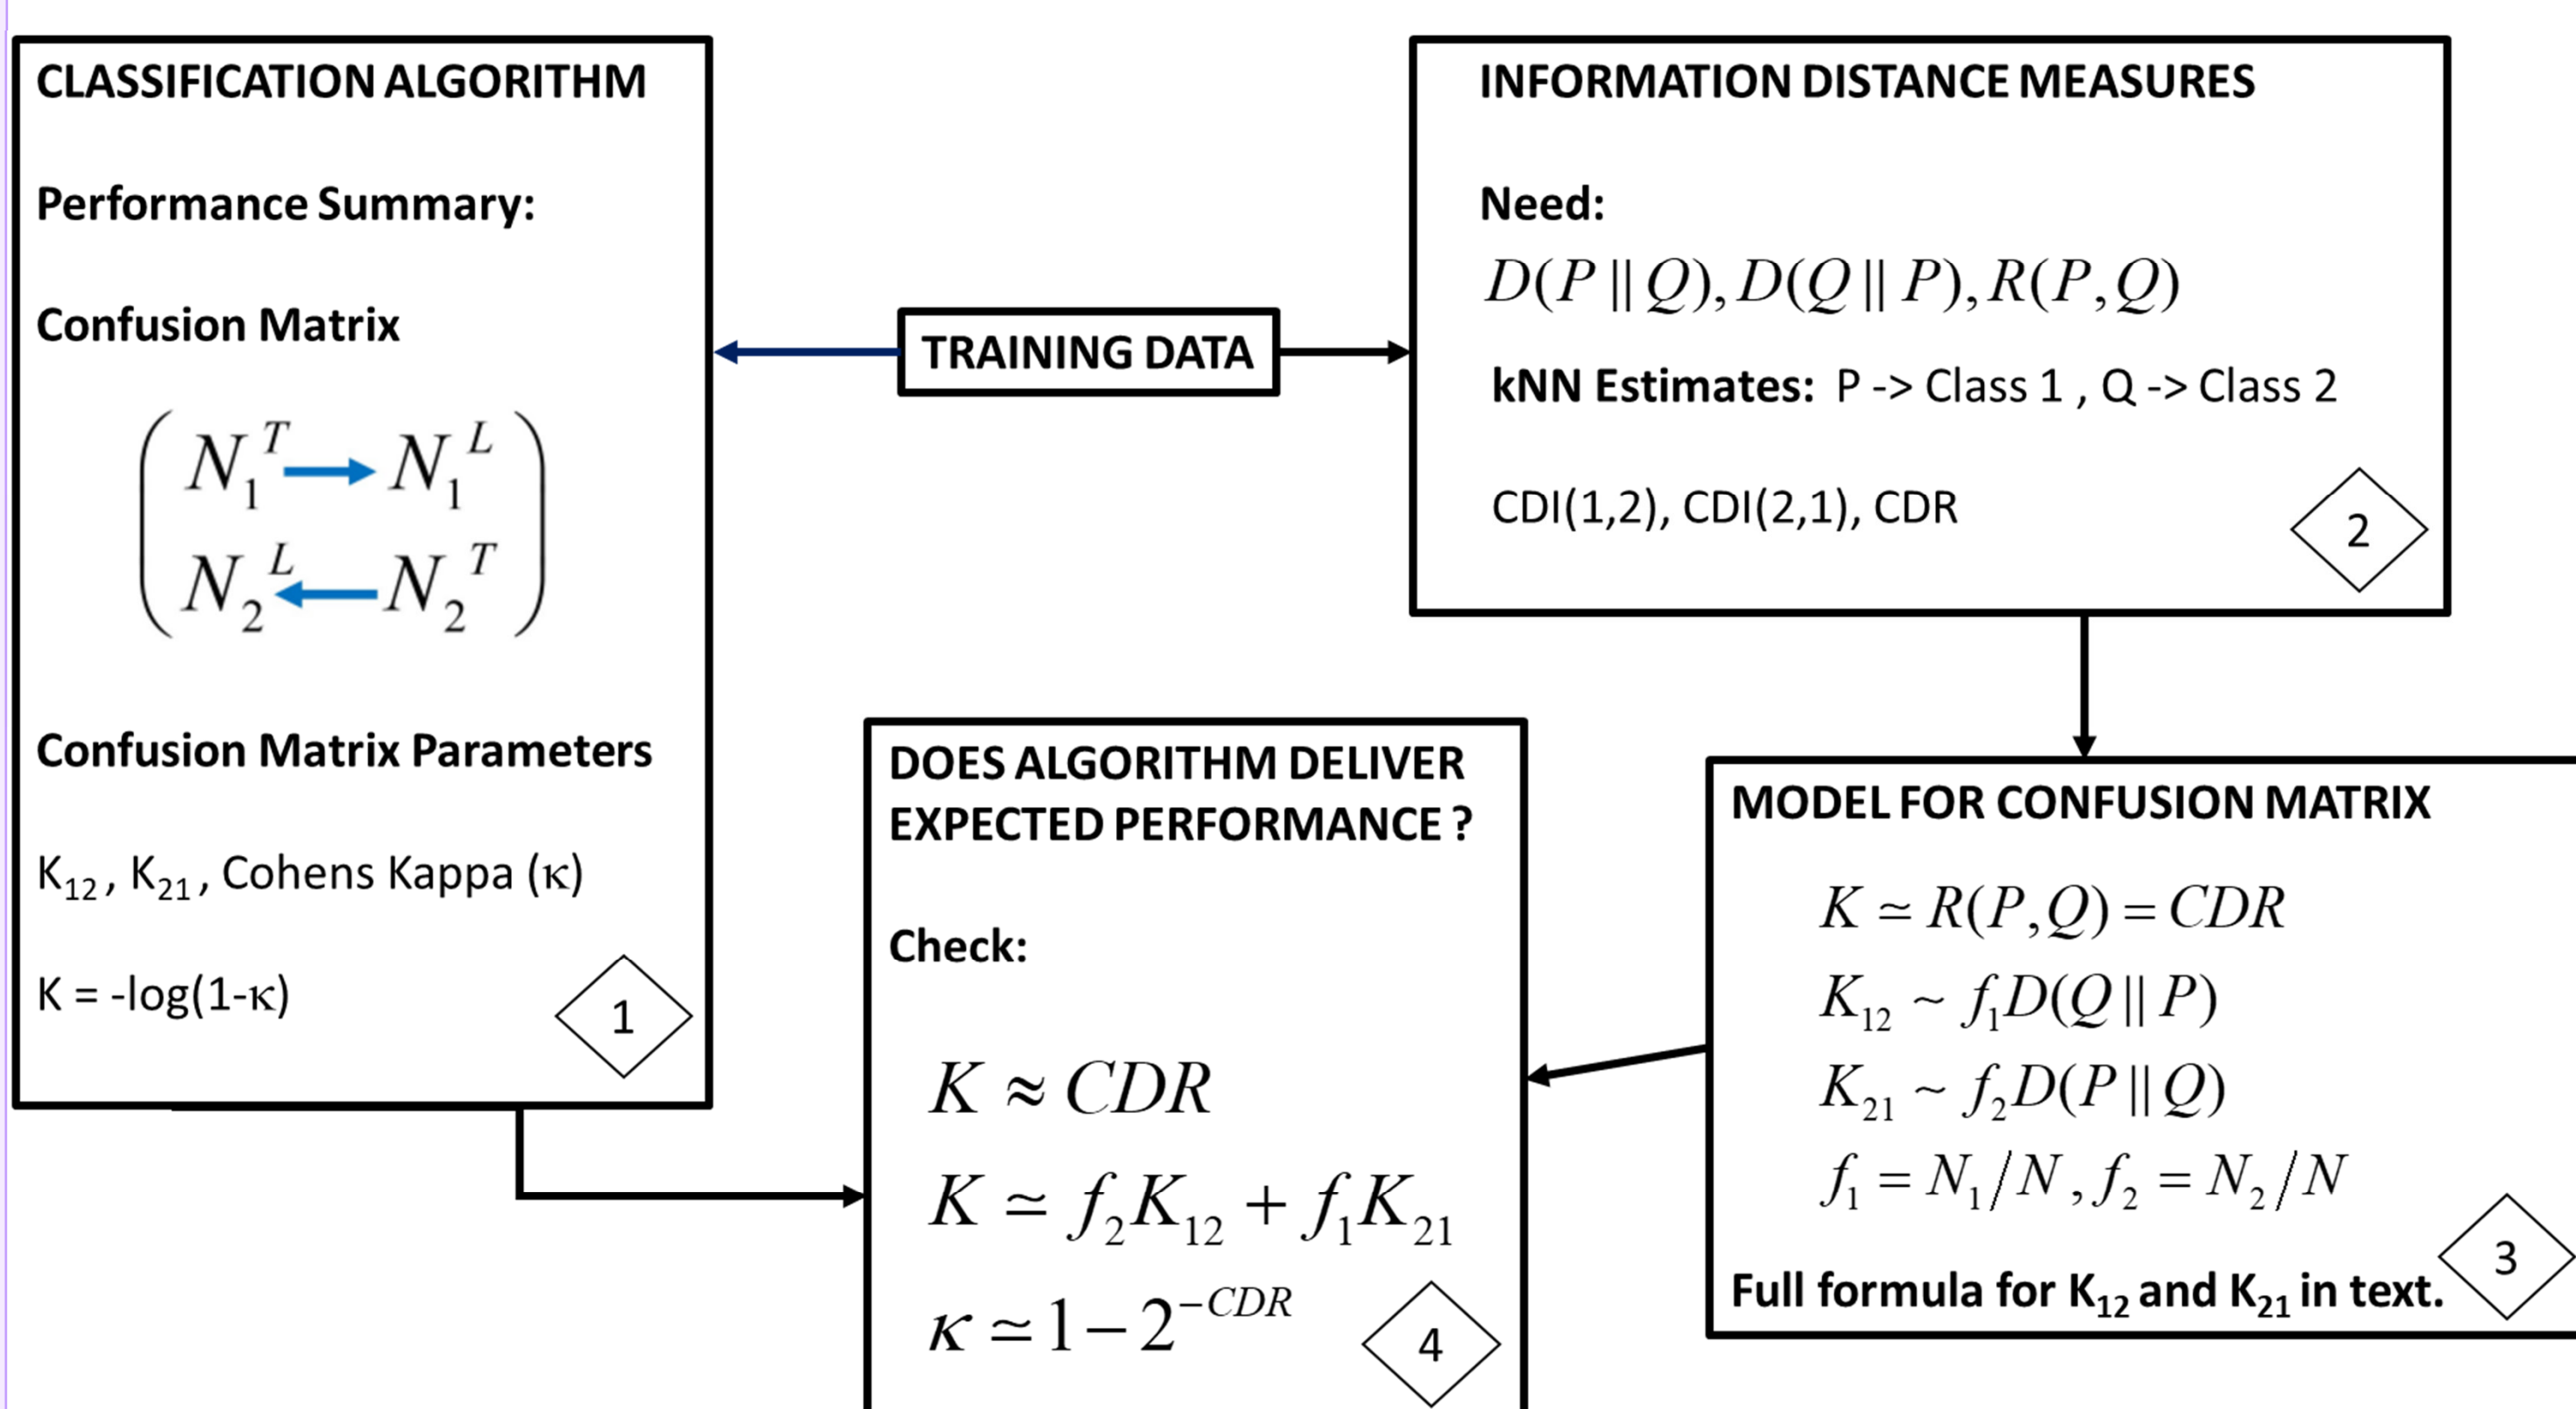 CLASSIFICATION ALGORITHM
Performance Summary:
Confusion Matrix
N₁ᵀ → N₁ᴸ
N₂ᴸ ← N₂ᵀ
Confusion Matrix Parameters
K₁₂, K₂₁, Cohens Kappa (κ)
K = -log(1-κ)
1
TRAINING DATA
INFORMATION DISTANCE MEASURES
Need:
D(P || Q), D(Q || P), R(P, Q)
kNN Estimates: P -> Class 1 , Q -> Class 2
CDI(1,2), CDI(2,1), CDR
2
MODEL FOR CONFUSION MATRIX
K ≃ R(P,Q) = CDR
K₁₂ ~ f₁D(Q || P)
K₂₁ ~ f₂D(P || Q)
f₁ = N₁/N , f₂ = N₂/N
Full formula for K₁₂ and K₂₁ in text.
3
DOES ALGORITHM DELIVER
EXPECTED PERFORMANCE ?
Check:
K ≈ CDR
K ≃ f₂K₁₂ + f₁K₂₁
κ ≃ 1 − 2^−CDR
4